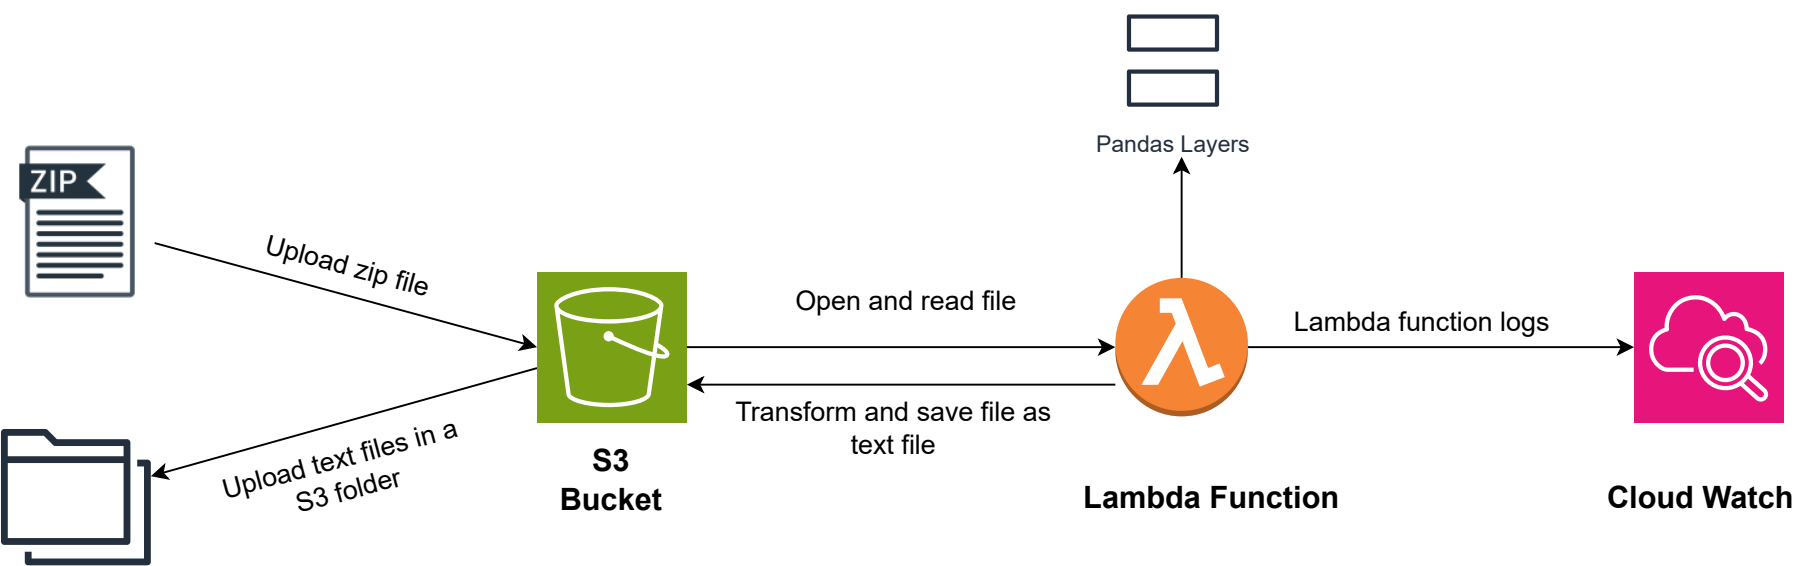 Pandas Layers
ZIP
Upload zip file
Open and read file
Lambda function logs
Transform and save file as
text file
Upload text files in a
S3 folder
S3
Bucket
Lambda Function
Cloud Watch